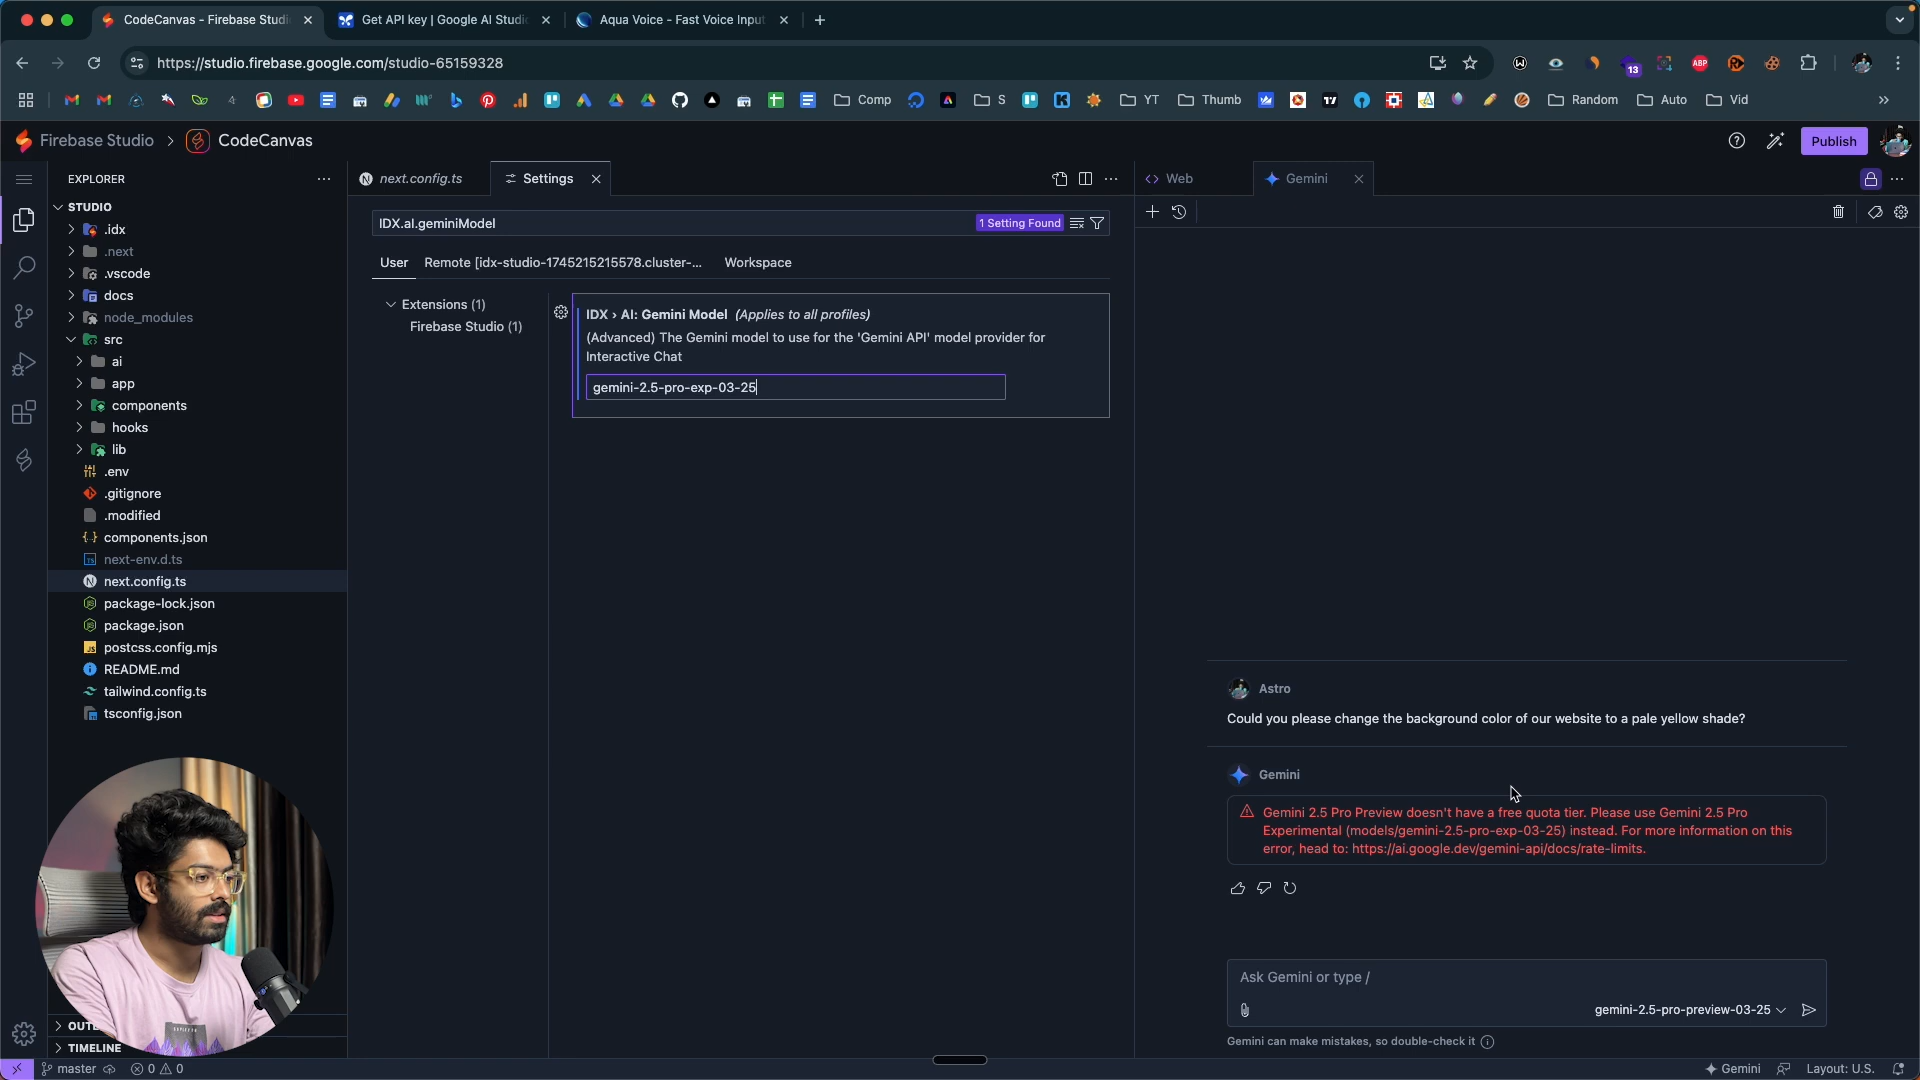 CodeCanvas - Firebase Studi
Get API key | Google AI Studi
Aqua Voice - Fast Voice Input
https://studio.firebase.google.com/studio-65159328
13
ABP
Comp
S
YT
Thumb
Random
Auto
Vid
Firebase Studio
CodeCanvas
Publish
EXPLORER
next.config.ts
Settings
Web
Gemini
STUDIO
.idx
.next
.vscode
docs
node_modules
src
ai
app
components
hooks
lib
.env
.gitignore
.modified
components.json
next-env.d.ts
next.config.ts
package-lock.json
package.json
postcss.config.mjs
README.md
tailwind.config.ts
tsconfig.json
OUT
TIMELINE
IDX.aI.geminiModel
1 Setting Found
User
Remote [idx-studio-1745215215578.cluster-...
Workspace
Extensions (1)
Firebase Studio (1)
IDX › AI: Gemini Model (Applies to all profiles)
(Advanced) The Gemini model to use for the 'Gemini API' model provider for
Interactive Chat
gemini-2.5-pro-exp-03-25
Astro
Could you please change the background color of our website to a pale yellow shade?
Gemini
Gemini 2.5 Pro Preview doesn't have a free quota tier. Please use Gemini 2.5 Pro
Experimental (models/gemini-2.5-pro-exp-03-25) instead. For more information on this
error, head to: https://ai.google.dev/gemini-api/docs/rate-limits.
Ask Gemini or type /
gemini-2.5-pro-preview-03-25
Gemini can make mistakes, so double-check it
master
0
0
Gemini
Layout: U.S.